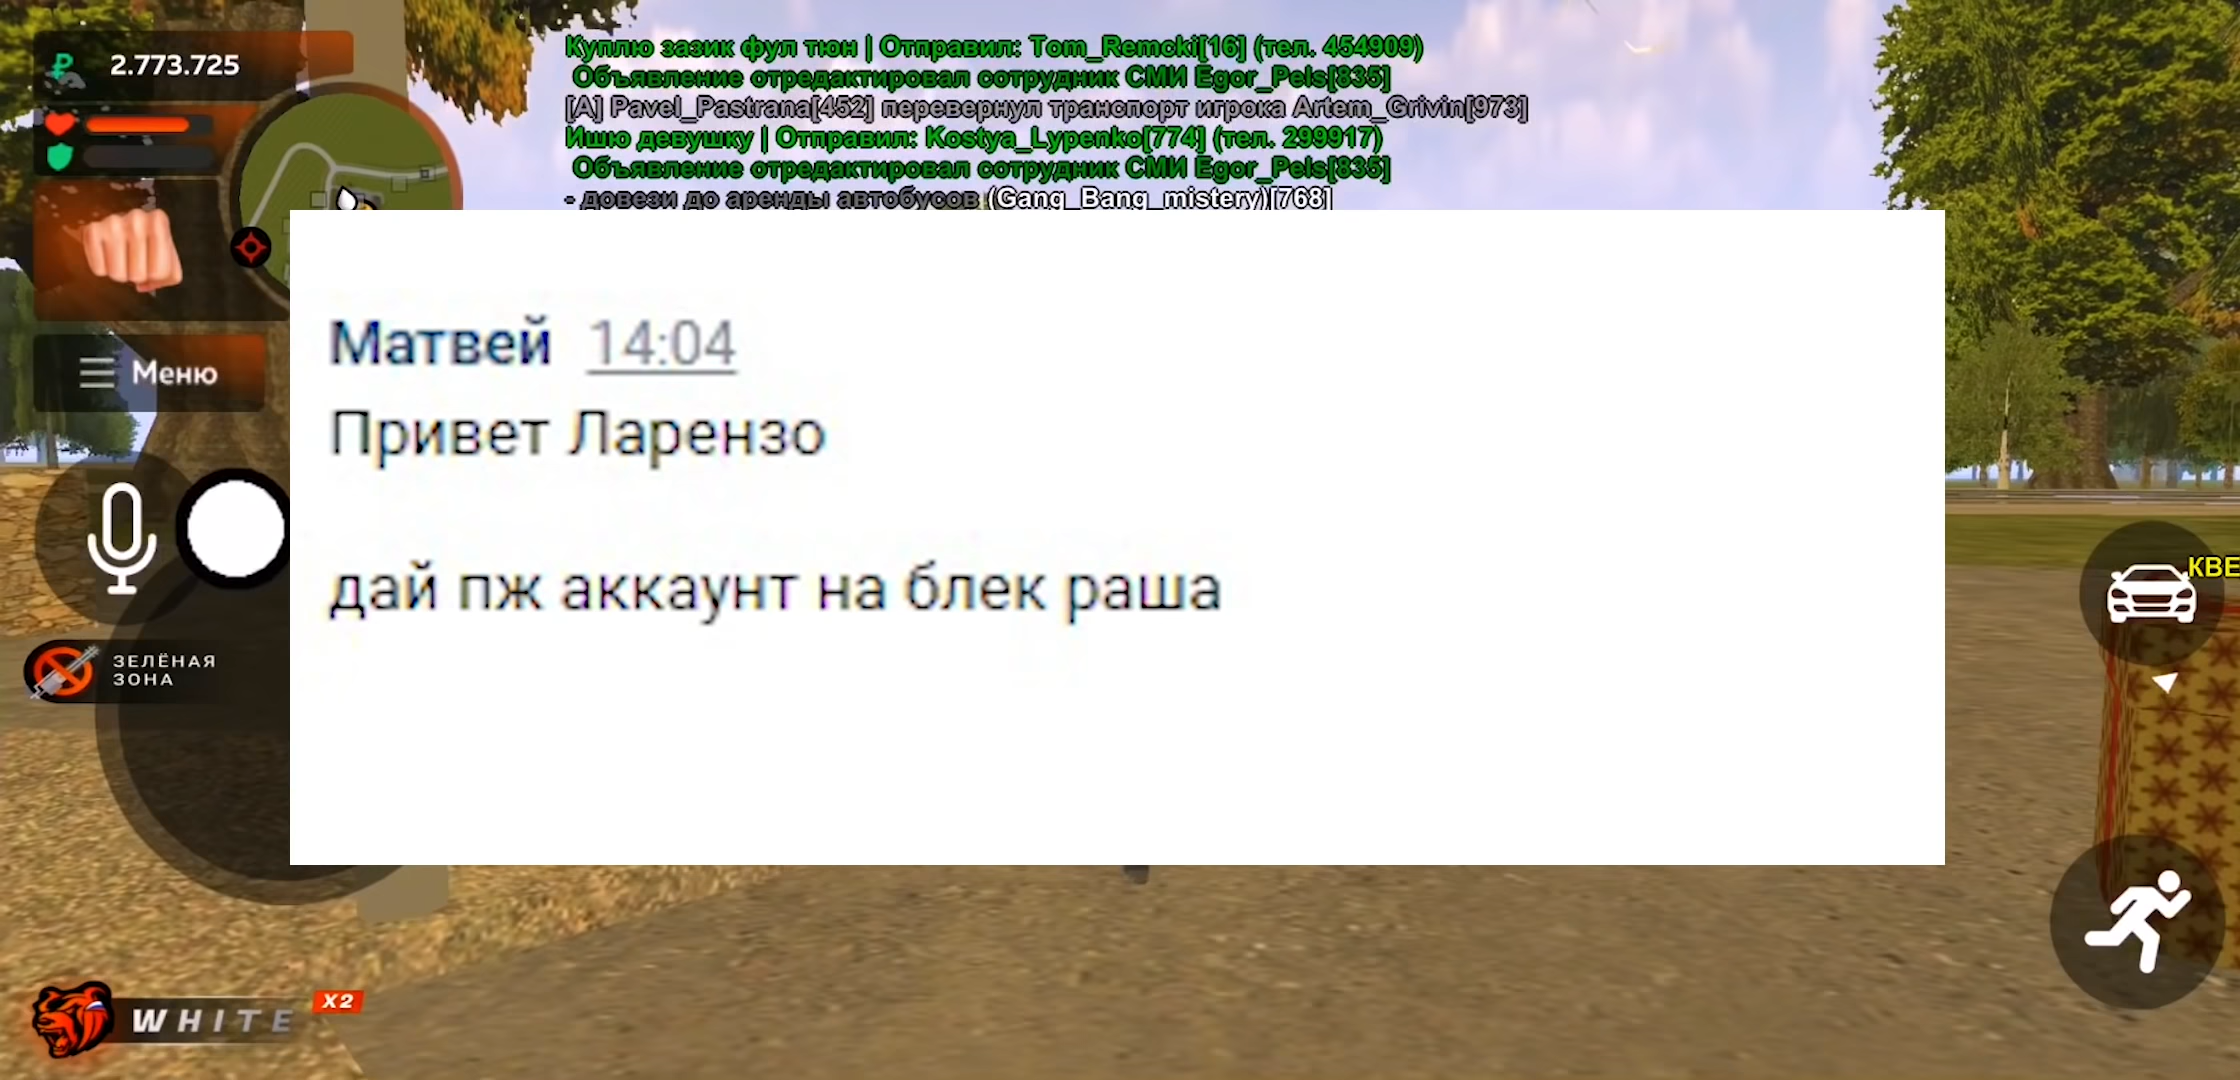 2.773.725
Куплю зазик фул тюн | Отправил: Tom_Remcki[16] (тел. 454909)
Объявление отредактировал сотрудник СМИ Egor_Pels[835]
[A] Pavel_Pastrana[452] перевернул транспорт игрока Artem_Grivin[973]
Ишю девушку | Отправил: Kostya_Lypenko[774] (тел. 299917)
Объявление отредактировал сотрудник СМИ Egor_Pels[835]
- довези до аренды автобусов (Gang_Bang_mistery)[768]
Меню
Матвей 14:04
Привет Ларензо
дай пж аккаунт на блек раша
КВЕ
ЗЕЛЁНАЯ
ЗОНА
WHITE X2